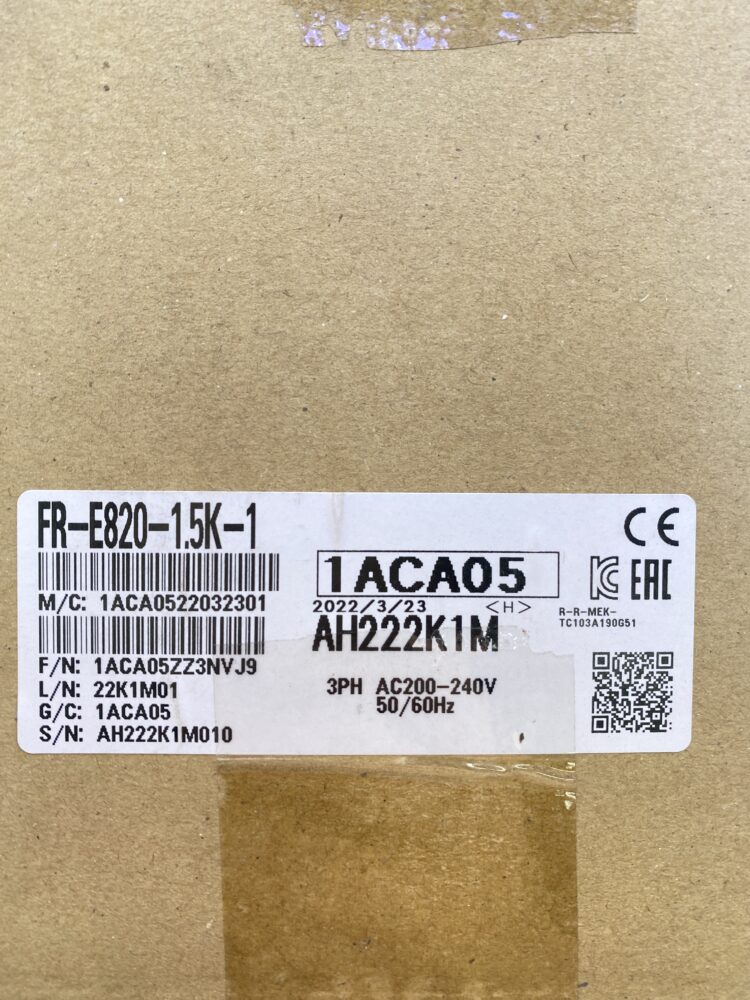 FR-E820-1.5K-1
M/C: 1ACA0522032301
F/N: 1ACA05ZZ3NVJ9
L/N: 22K1M01
G/C: 1ACA05
S/N: AH222K1M010
1ACA05
2022/3/23 <H>
AH222K1M
3PH AC200-240V
50/60Hz
CE
KC EAC
R-R-MEK-
TC103A190G51